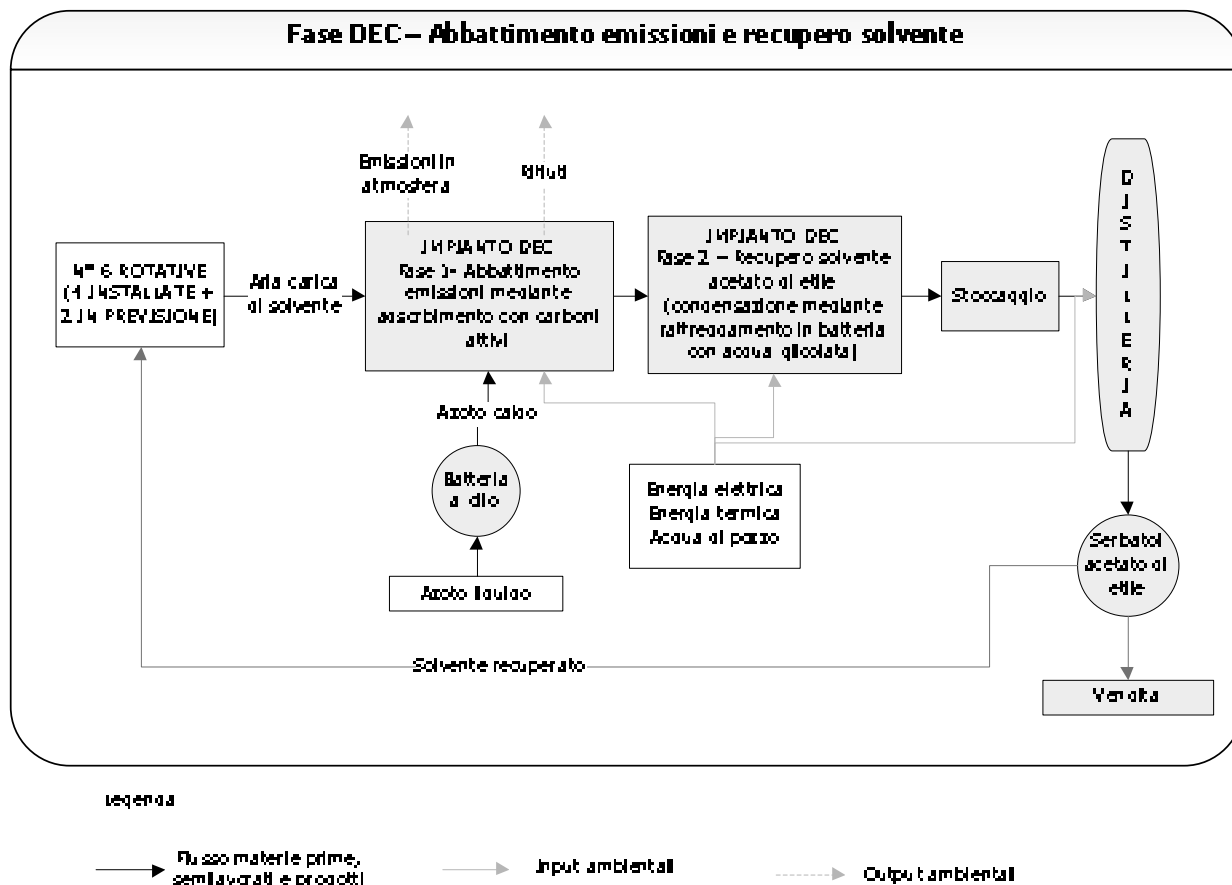 Fase DEC – Abbattimento emissioni e recupero solvente
Emissioni in
atmosfera
Rifiuti
N° 6 ROTATIVE
(4 INSTALLATE +
2 IN PREVISIONE)
Aria carica
di solvente
IMPIANTO DEC
Fase 1- Abbattimento
emissioni mediante
adsorbimento con carboni
attivi
IMPIANTO DEC
Fase 2 – Recupero solvente
acetato di etile
(condensazione mediante
raffreddamento in batteria
con acqua glicolata)
Stoccaggio
DISTILLERIA
Azoto caldo
Batteria
a olio
Azoto liquido
Energia elettrica
Energia termica
Acqua di pozzo
Serbatoi
acetato di
etile
Solvente recuperato
Vendita
Legenda
Flusso materie prime,
semilavorati e prodotti
Input ambientali
Output ambientali